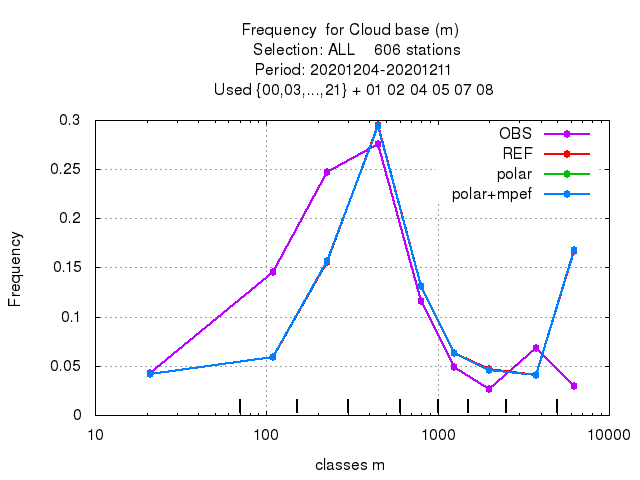 Frequency  for Cloud base (m)
Selection: ALL    606 stations
Period: 20201204-20201211
Used {00,03,...,21} + 01 02 04 05 07 08
OBS
REF
polar
polar+mpef
Frequency
0.3
0.25
0.2
0.15
0.1
0.05
0
10 100 1000 10000
classes m